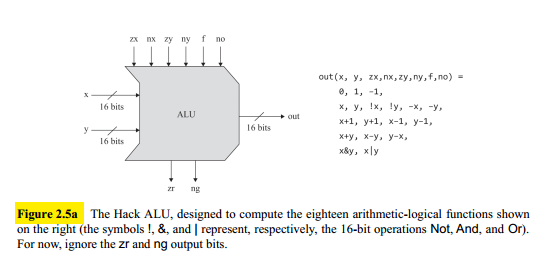 zx nx zy ny f no
x
16 bits
y
16 bits
ALU
16 bits
out
zr ng
out(x, y, zx,nx,zy,ny,f,no) =
0, 1, -1,
x, y, !x, !y, -x, -y,
x+1, y+1, x-1, y-1,
x+y, x-y, y-x,
x&y, x|y
Figure 2.5a The Hack ALU, designed to compute the eighteen arithmetic-logical functions shown
on the right (the symbols !, &, and | represent, respectively, the 16-bit operations Not, And, and Or).
For now, ignore the zr and ng output bits.